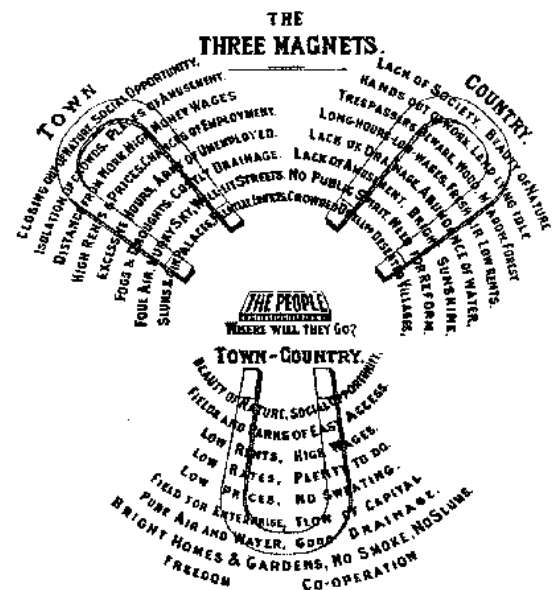 THE
THREE MAGNETS.
TOWN
CLOSING OUT OF NATURE. SOCIAL OPPORTUNITY.
ISOLATION OF CROWDS. PLACES OF AMUSEMENT.
DISTANCE FROM WORK. HIGH MONEY WAGES
HIGH RENTS & PRICES. CHANCES OF EMPLOYMENT.
EXCESSIVE HOURS. ARMY OF UNEMPLOYED.
FOGS & DROUGHTS. COSTLY DRAINAGE.
FOUL AIR. MURKY SKY. WELL-LIT STREETS.
SLUMS & GIN PALACES. PALATIAL EDIFICES.
COUNTRY.
LACK OF SOCIETY. BEAUTY OF NATURE
HANDS OUT OF WORK. LAND LYING IDLE
TRESPASSERS BEWARE. WOOD, MEADOW, FOREST
LONG HOURS LOW WAGES. FRESH AIR LOW RENTS.
LACK OF DRAINAGE. ABUNDANCE OF WATER.
LACK OF AMUSEMENT. BRIGHT SUNSHINE.
NO PUBLIC SPIRIT. NEED FOR REFORM.
CROWDED DWELLINGS. DESERTED VILLAGES.
THE PEOPLE
WHERE WILL THEY GO?
TOWN-COUNTRY.
BEAUTY OF NATURE, SOCIAL OPPORTUNITY.
FIELDS AND PARKS OF EASY ACCESS.
LOW RENTS, HIGH WAGES.
LOW RATES, PLENTY TO DO.
LOW PRICES, NO SWEATING.
FIELD FOR ENTERPRISE, FLOW OF CAPITAL
PURE AIR AND WATER, GOOD DRAINAGE.
BRIGHT HOMES & GARDENS, NO SMOKE, NO SLUMS.
FREEDOM CO-OPERATION